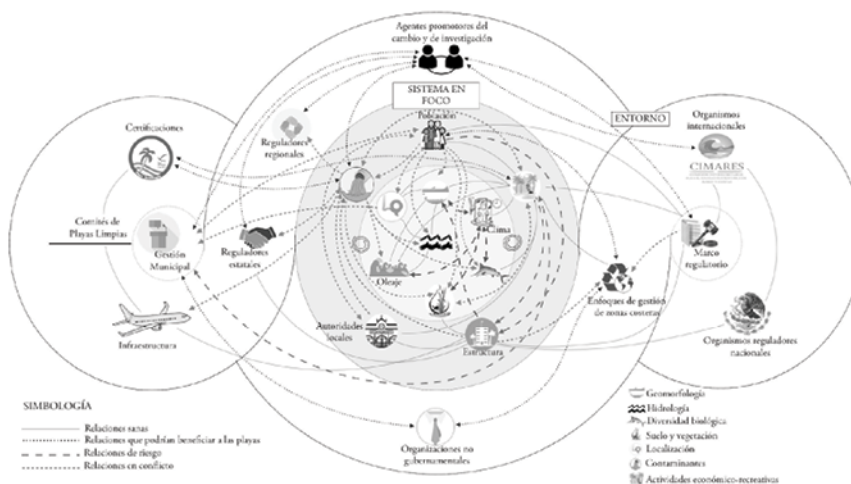 Agentes promotores del
cambio y de investigación
SISTEMA EN
FOCO
Población
ENTORNO
Certificaciones
Reguladores
regionales
Organismos
internacionales
CIMARES
Comités de
Playas Limpias
Gestión
Municipal
Reguladores
estatales
Clima
Oleaje
Marco
regulatorio
Enfoques de gestión
de zonas costeras
Infraestructura
Autoridades
locales
Estructura
Organismos reguladores
nacionales
Organizaciones no
gubernamentales
SIMBOLOGÍA
Relaciones sanas
Relaciones que podrían beneficiar a las playas
Relaciones de riesgo
Relaciones en conflicto
Geomorfología
Hidrología
Diversidad biológica
Suelo y vegetación
Localización
Contaminantes
Actividades económico-recreativas